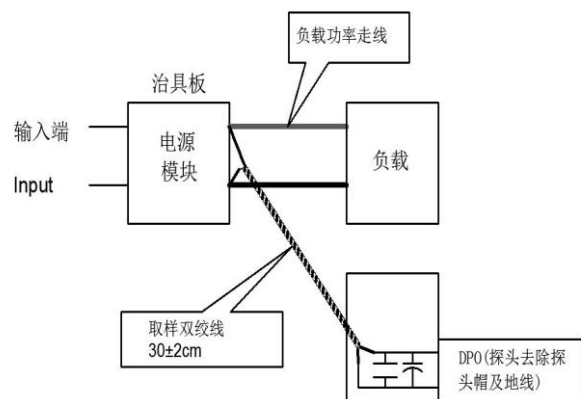 负载功率走线
治具板
输入端
Input
电源
模块
负载
取样双绞线
30±2cm
DPO(探头去除探
头帽及地线)